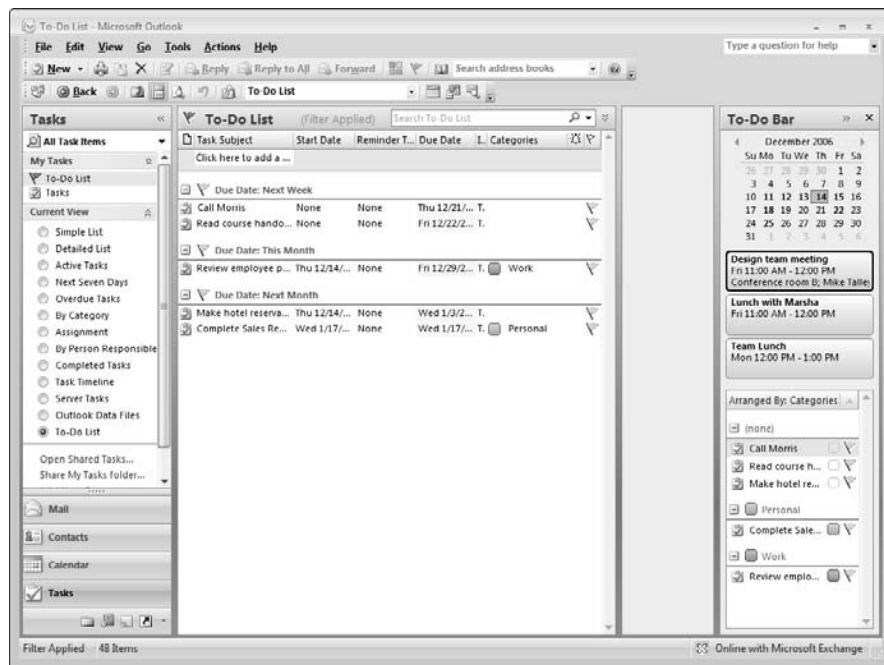 To-Do List - Microsoft Outlook
File Edit View Go Tools Actions Help
Type a question for help
New Reply Reply to All Forward Search address books
Back To-Do List
Tasks
All Task Items
My Tasks
To-Do List
Tasks
Current View
Simple List
Detailed List
Active Tasks
Next Seven Days
Overdue Tasks
By Category
Assignment
By Person Responsible
Completed Tasks
Task Timeline
Server Tasks
Outlook Data Files
To-Do List
Open Shared Tasks...
Share My Tasks folder...
Mail
Contacts
Calendar
Tasks
To-Do List (Filter Applied) Search To-Do List
Task Subject Start Date Reminder T... Due Date I.. Categories
Click here to add a ...
Due Date: Next Week
Call Morris None None Thu 12/21/... T.
Read course hando... None None Fri 12/22/2... T.
Due Date: This Month
Review employee p... Thu 12/14/... None Fri 12/29/2... T. Work
Due Date: Next Month
Make hotel reserva... Thu 12/14/... None Wed 1/3/2... T.
Complete Sales Re... Wed 1/17/... None Wed 1/17/... T. Personal
To-Do Bar
December 2006
Su Mo Tu We Th Fr Sa
26 27 28 29 30 1 2
3 4 5 6 7 8 9
10 11 12 13 14 15 16
17 18 19 20 21 22 23
24 25 26 27 28 29 30
31 1 2 3 4 5 6
Design team meeting
Fri 11:00 AM - 12:00 PM
Conference room B; Mike Talley
Lunch with Marsha
Fri 11:00 AM - 12:00 PM
Team Lunch
Mon 12:00 PM - 1:00 PM
Arranged By: Categories
(none)
Call Morris
Read course h...
Make hotel re...
Personal
Complete Sale...
Work
Review emplo...
Filter Applied 48 Items
Online with Microsoft Exchange